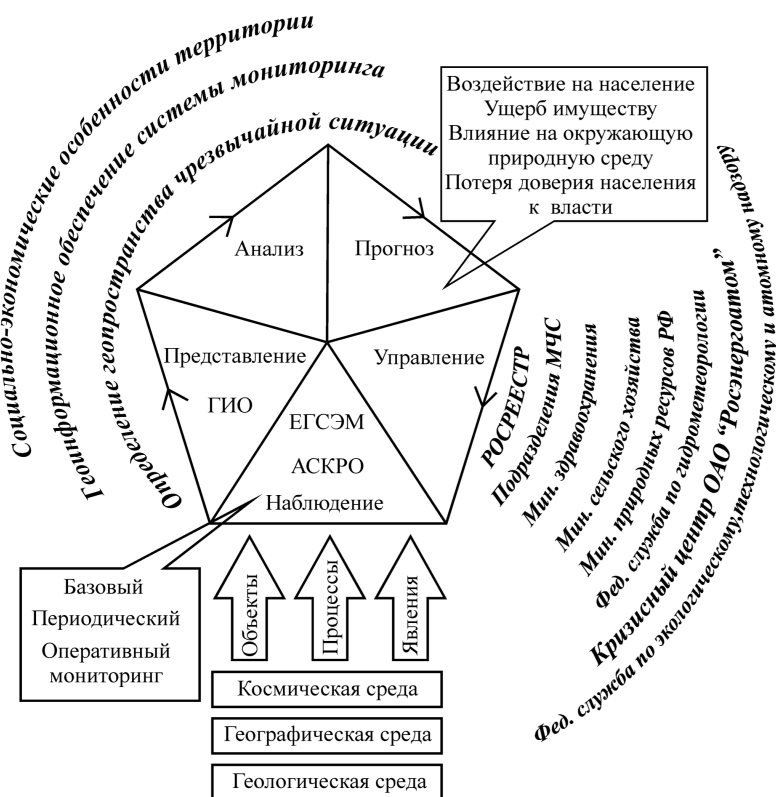 Социально-экономические особенности территории
Геоинформационное обеспечение системы мониторинга
Определение геопространства чрезвычайной ситуации
Воздействие на население
Ущерб имуществу
Влияние на окружающую
природную среду
Потеря доверия населения
к власти
Анализ
Прогноз
Представление
ГИО
Управление
ЕГСЭМ
АСКРО
Наблюдение
РОСРЕЕСТР
Подразделения МЧС
Мин. здравоохранения
Мин. сельского хозяйства
Мин. природных ресурсов РФ
Фед. служба по гидрометеорологии
Кризисный центр ОАО “Росэнергоатом”
Фед. служба по экологическому,технологическому и атомному надзору
Базовый
Периодический
Оперативный
мониторинг
Объекты
Процессы
Явления
Космическая среда
Географическая среда
Геологическая среда